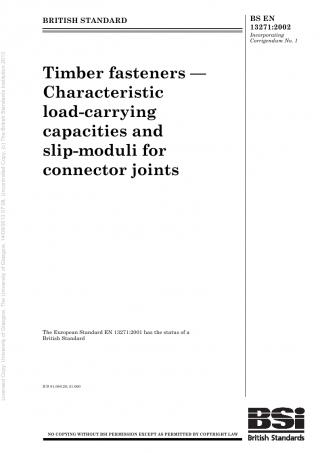 BRITISH STANDARD
BS EN
13271:2002
Incorporating
Corrigendum No. 1
Timber fasteners —
Characteristic
load-carrying
capacities and
slip-moduli for
connector joints
The European Standard EN 13271:2001 has the status of a
British Standard
NO COPYING WITHOUT BSI PERMISSION EXCEPT AS PERMITTED BY COPYRIGHT LAW
BSi
British Standards